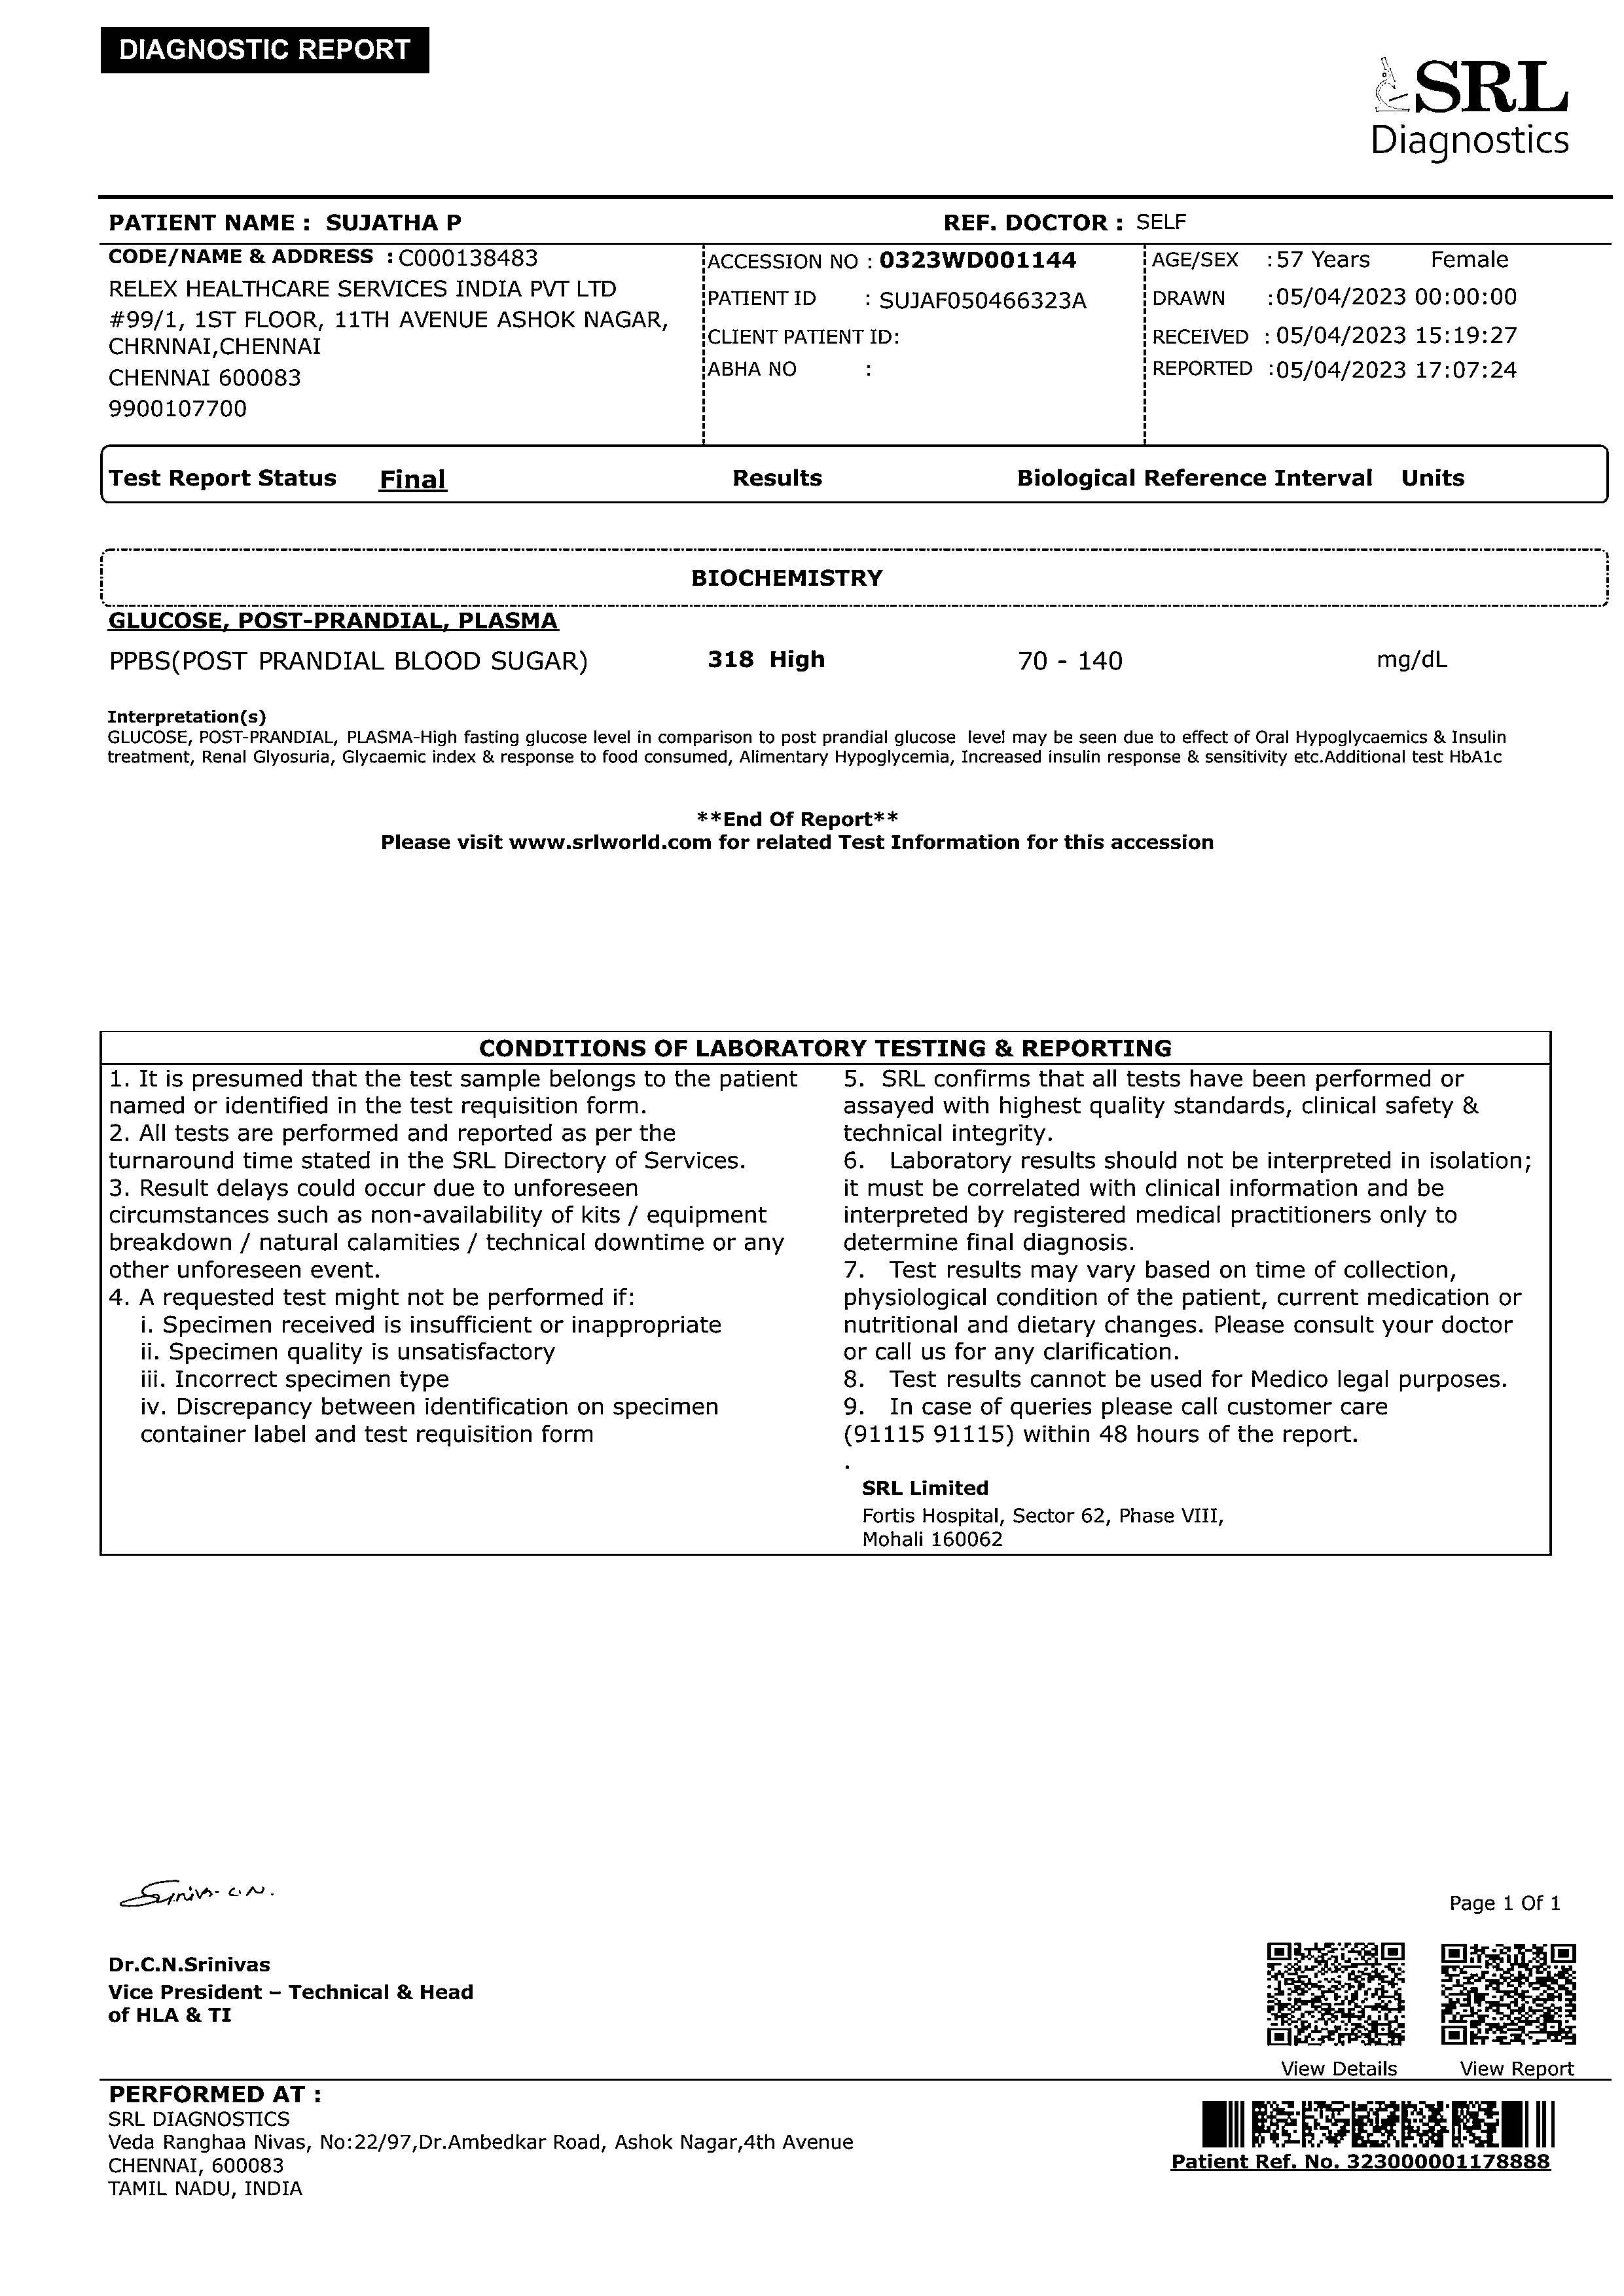 DIAGNOSTIC REPORT
SRL
Diagnostics
PATIENT NAME : SUJATHA P
REF. DOCTOR : SELF
CODE/NAME & ADDRESS : C000138483
RELEX HEALTHCARE SERVICES INDIA PVT LTD
#99/1, 1ST FLOOR, 11TH AVENUE ASHOK NAGAR,
CHRNNAI,CHENNAI
CHENNAI 600083
9900107700
ACCESSION NO : 0323WD001144
PATIENT ID : SUJAF050466323A
CLIENT PATIENT ID:
ABHA NO :
AGE/SEX : 57 Years Female
DRAWN : 05/04/2023 00:00:00
RECEIVED : 05/04/2023 15:19:27
REPORTED : 05/04/2023 17:07:24
Test Report Status Final Results Biological Reference Interval Units
BIOCHEMISTRY
GLUCOSE, POST-PRANDIAL, PLASMA
PPBS(POST PRANDIAL BLOOD SUGAR) 318 High 70 - 140 mg/dL
Interpretation(s)
GLUCOSE, POST-PRANDIAL, PLASMA-High fasting glucose level in comparison to post prandial glucose level may be seen due to effect of Oral Hypoglycaemics & Insulin
treatment, Renal Glyosuria, Glycaemic index & response to food consumed, Alimentary Hypoglycemia, Increased insulin response & sensitivity etc.Additional test HbA1c
**End Of Report**
Please visit www.srlworld.com for related Test Information for this accession
CONDITIONS OF LABORATORY TESTING & REPORTING
1. It is presumed that the test sample belongs to the patient
named or identified in the test requisition form.
2. All tests are performed and reported as per the
turnaround time stated in the SRL Directory of Services.
3. Result delays could occur due to unforeseen
circumstances such as non-availability of kits / equipment
breakdown / natural calamities / technical downtime or any
other unforeseen event.
4. A requested test might not be performed if:
i. Specimen received is insufficient or inappropriate
ii. Specimen quality is unsatisfactory
iii. Incorrect specimen type
iv. Discrepancy between identification on specimen
container label and test requisition form
5. SRL confirms that all tests have been performed or
assayed with highest quality standards, clinical safety &
technical integrity.
6. Laboratory results should not be interpreted in isolation;
it must be correlated with clinical information and be
interpreted by registered medical practitioners only to
determine final diagnosis.
7. Test results may vary based on time of collection,
physiological condition of the patient, current medication or
nutritional and dietary changes. Please consult your doctor
or call us for any clarification.
8. Test results cannot be used for Medico legal purposes.
9. In case of queries please call customer care
(91115 91115) within 48 hours of the report.
.
SRL Limited
Fortis Hospital, Sector 62, Phase VIII,
Mohali 160062
Srinivas C.N.
Page 1 Of 1
Dr.C.N.Srinivas
Vice President – Technical & Head
of HLA & TI
View Details View Report
PERFORMED AT :
SRL DIAGNOSTICS
Veda Ranghaa Nivas, No:22/97,Dr.Ambedkar Road, Ashok Nagar,4th Avenue
CHENNAI, 600083
TAMIL NADU, INDIA
Patient Ref. No. 323000001178888